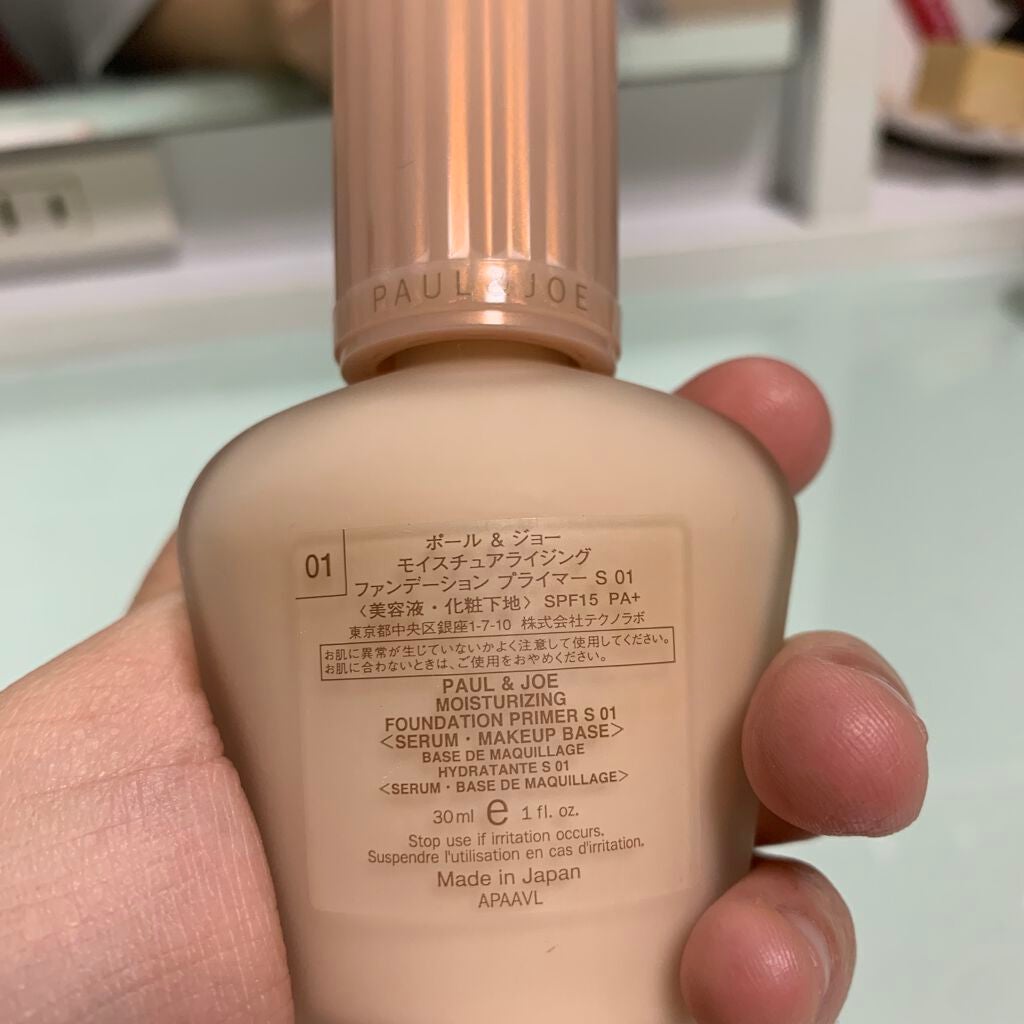 PAUL & JOE
01
ポール & ジョー
モイスチュアライジング
ファンデーション プライマー S 01
〈美容液・化粧下地〉 SPF15 PA+
東京都中央区銀座1-7-10 株式会社テクノラボ
お肌に異常が生じていないかよく注意して使用してください。
お肌に合わないときは、ご使用をおやめください。
PAUL & JOE
MOISTURIZING
FOUNDATION PRIMER S 01
<SERUM・MAKEUP BASE>
BASE DE MAQUILLAGE
HYDRATANTE S 01
<SERUM・BASE DE MAQUILLAGE>
30ml e 1 fl. oz.
Stop use if irritation occurs.
Suspendre l'utilisation en cas d'irritation.
Made in Japan
APAAVL